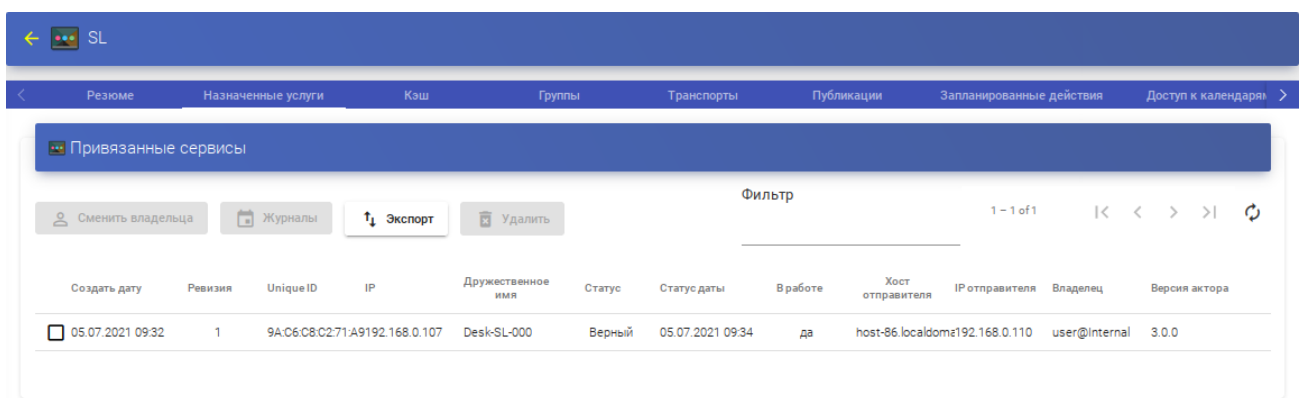 SL
Резюме Назначенные услуги Кэш Группы Транспорты Публикации Запланированные действия Доступ к календарям
Привязанные сервисы
Фильтр
Сменить владельца Журналы Экспорт Удалить 1 – 1 of 1
Создать дату Ревизия Unique ID IP Дружественное имя Статус Статус даты В работе Хост отправителя IP отправителя Владелец Версия актора
05.07.2021 09:32 1 9A:C6:C8:C2:71:A9 192.168.0.107 Desk-SL-000 Верный 05.07.2021 09:34 да host-86.localdoma 192.168.0.110 user@Internal 3.0.0